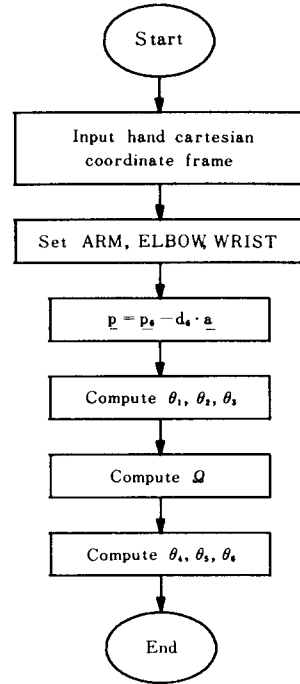 Start
Input hand cartesian
coordinate frame
Set ARM, ELBOW, WRIST
p = p₆ − d₆ · a
Compute θ₁, θ₂, θ₃
Compute Ω
Compute θ₄, θ₅, θ₆
End